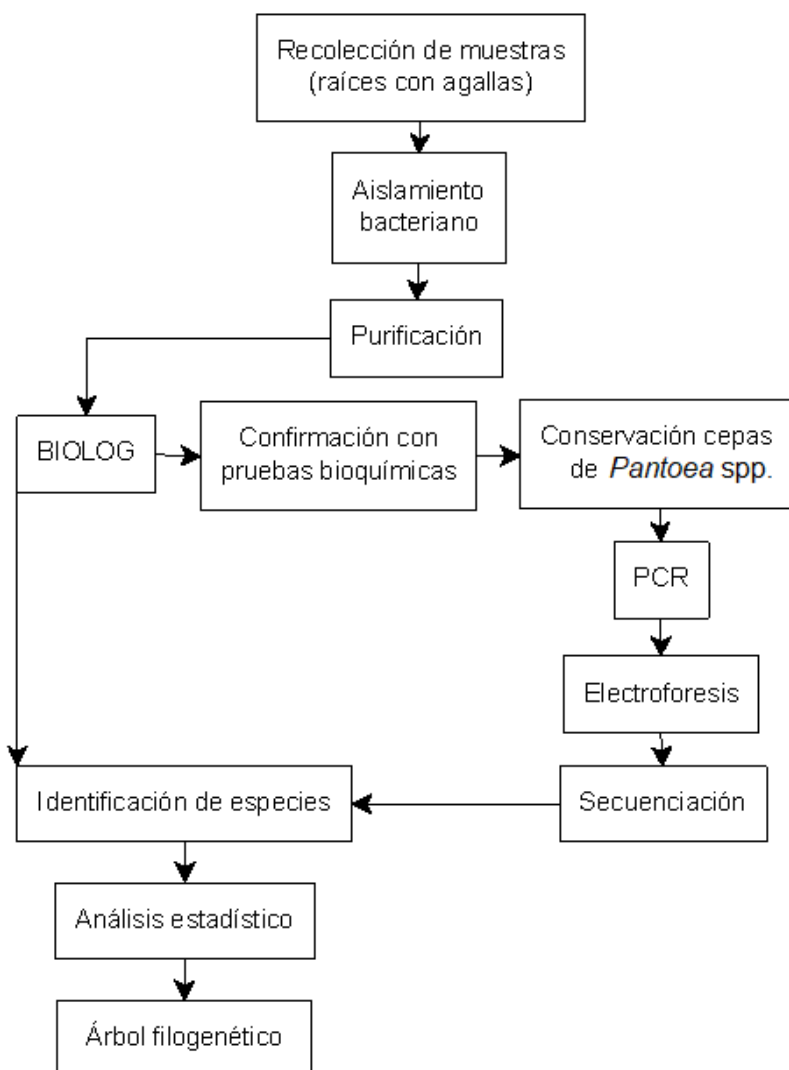 Recolección de muestras
(raíces con agallas)
Aislamiento
bacteriano
Purificación
BIOLOG
Confirmación con
pruebas bioquímicas
Conservación cepas
de Pantoea spp.
PCR
Electroforesis
Secuenciación
Identificación de especies
Análisis estadístico
Árbol filogenético